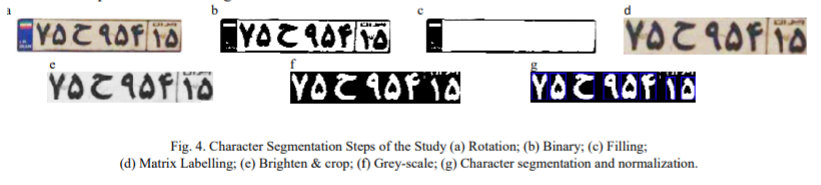 a b c d
۷۵ ح ۹۵۴ ۱۵ ۷۵ ح ۹۵۴ ۱۵ ۷۵ ح ۹۵۴ ۱۵
e f g
۷۵ ح ۹۵۴ ۱۵ ۷۵ ح ۹۵۴ ۱۵ ۷۵ ح ۹۵۴ ۱۵
Fig. 4. Character Segmentation Steps of the Study (a) Rotation; (b) Binary; (c) Filling;
(d) Matrix Labelling; (e) Brighten & crop; (f) Grey-scale; (g) Character segmentation and normalization.